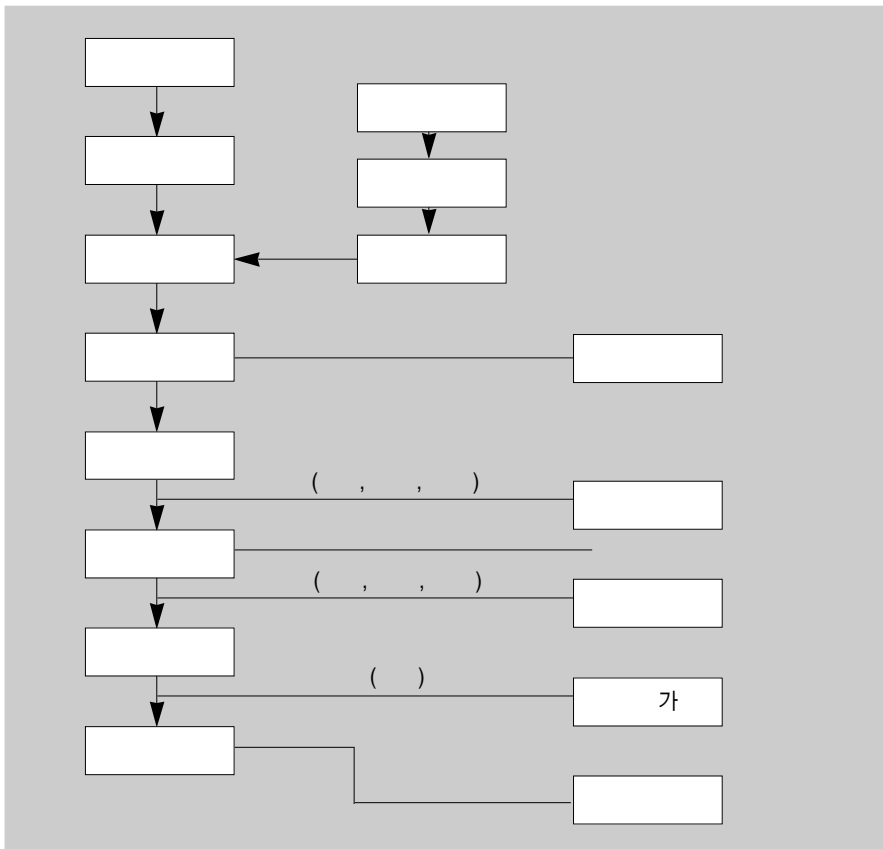 ( , , )
( , , )
( )
가